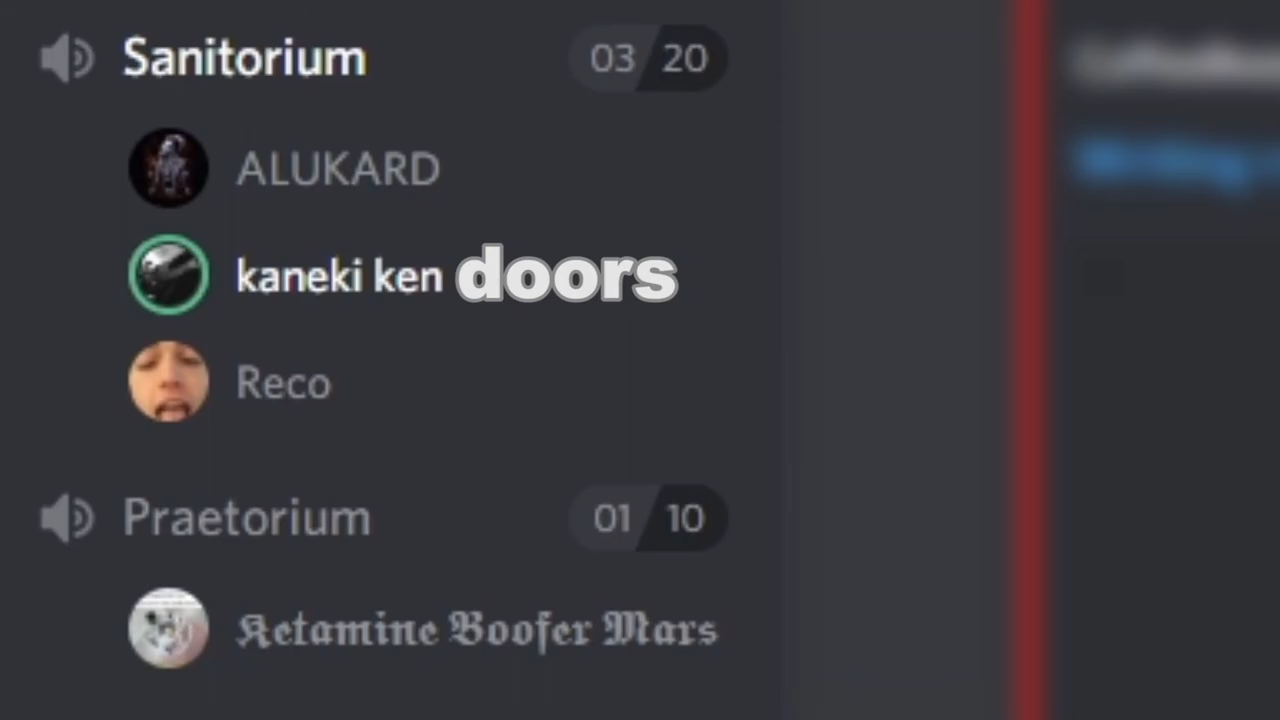 Sanitorium 03 20
ALUKARD
kaneki ken doors
Reco
Praetorium 01 10
𝕶etamine 𝕭oofer 𝕸ars